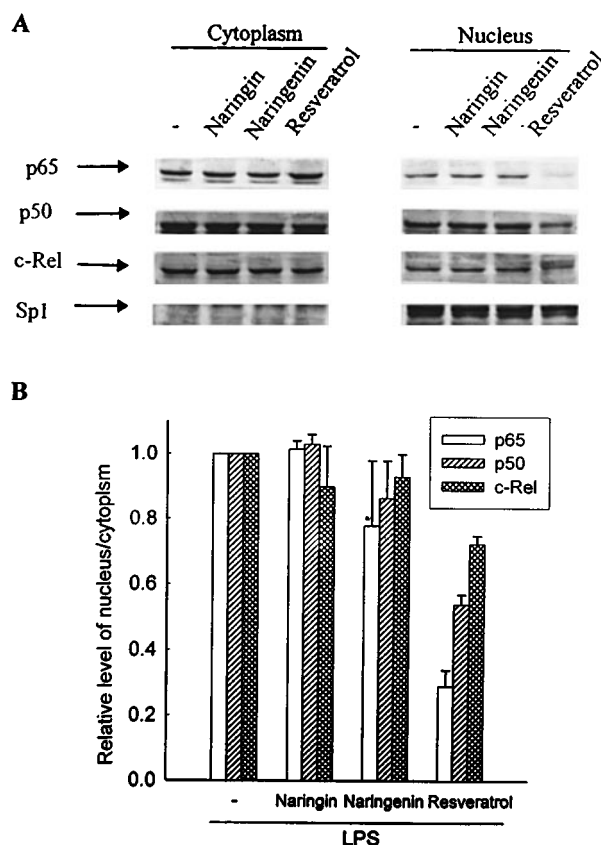 A
Cytoplasm Nucleus
- Naringin Naringenin Resveratrol - Naringin Naringenin Resveratrol
p65
p50
c-Rel
Sp1
B
Relative level of nucleus/cytoplsm
1.0
0.8
0.6
0.4
0.2
0.0
p65
p50
c-Rel
- Naringin Naringenin Resveratrol
LPS